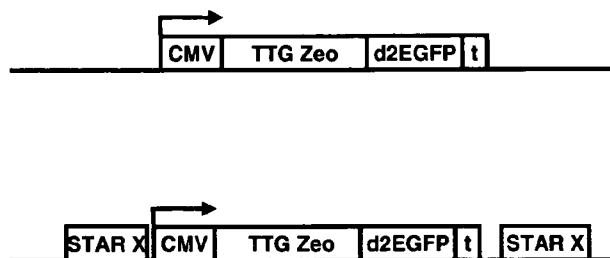 CMV TTG Zeo d2EGFP t
STAR X CMV TTG Zeo d2EGFP t STAR X